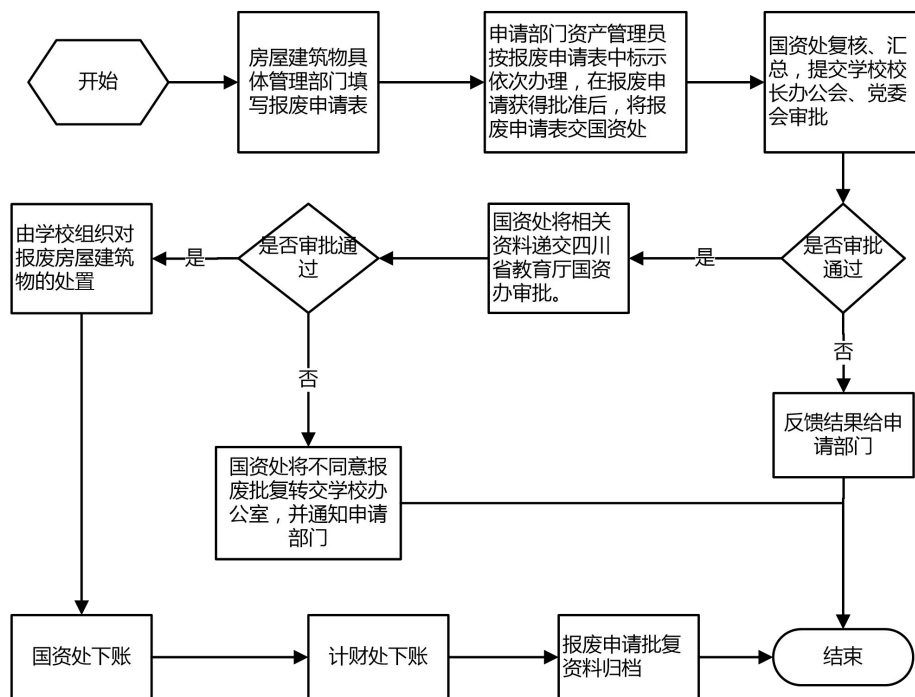 开始
房屋建筑物具
体管理部门填
写报废申请表
申请部门资产管理员
按报废申请表中标示
依次办理，在报废申
请获得批准后，将报
废申请表交国资处
国资处复核、汇
总，提交学校校
长办公会、党委
会审批
是否审批
通过
是
国资处将相关
资料递交四川
省教育厅国资
办审批。
是否审批通
过
是
由学校组织对
报废房屋建筑
物的处置
否
反馈结果给申
请部门
否
国资处将不同意报
废批复转交学校办
公室，并通知申请
部门
国资处下账
计财处下账
报废申请批复
资料归档
结束